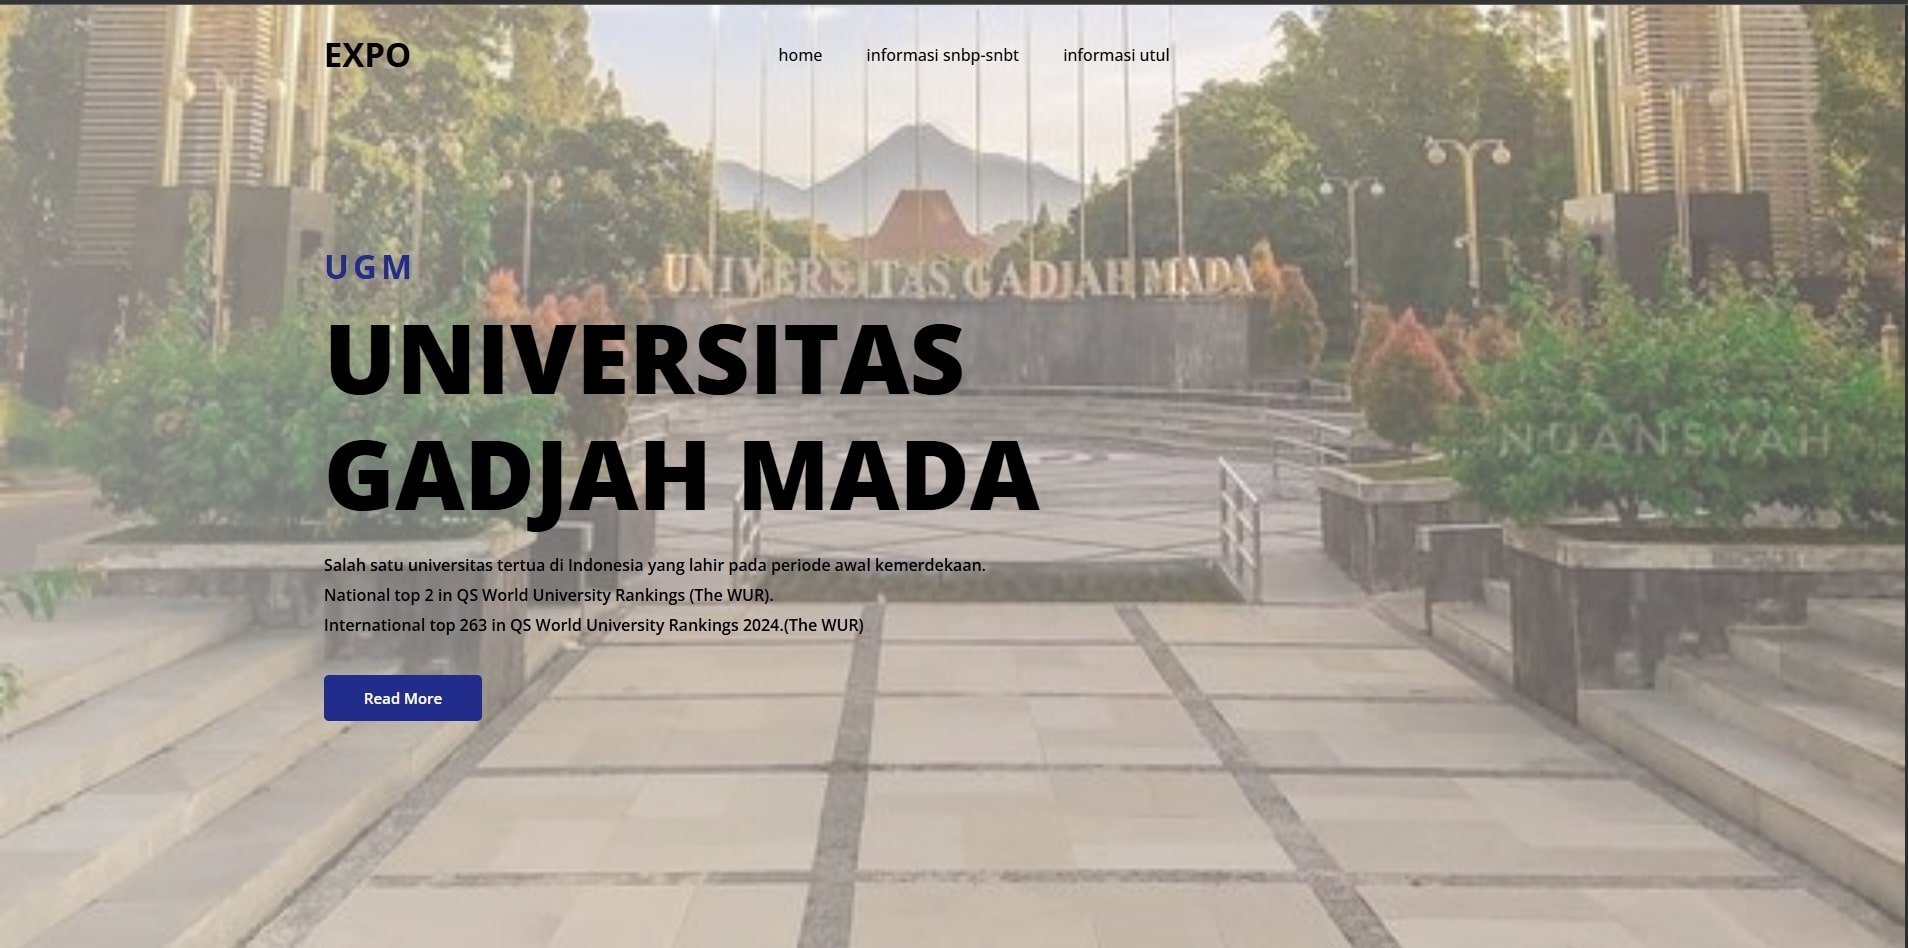 EXPO
home informasi snbp-snbt informasi utul
UNIVERSITAS GADJAH MADA
UGM
UNIVERSITAS
GADJAH MADA
NUANSYAH
Salah satu universitas tertua di Indonesia yang lahir pada periode awal kemerdekaan.
National top 2 in QS World University Rankings (The WUR).
International top 263 in QS World University Rankings 2024.(The WUR)
Read More